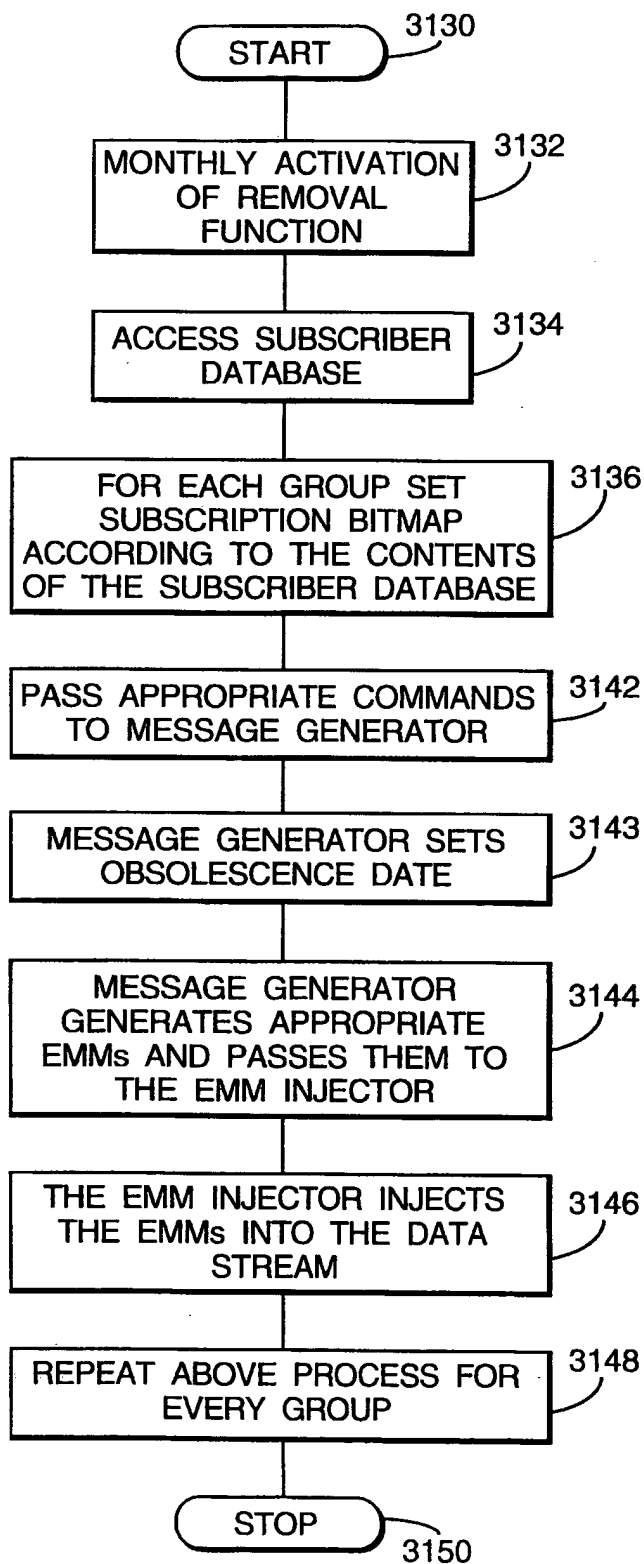 3130
START
3132
MONTHLY ACTIVATION
OF REMOVAL
FUNCTION
3134
ACCESS SUBSCRIBER
DATABASE
3136
FOR EACH GROUP SET
SUBSCRIPTION BITMAP
ACCORDING TO THE CONTENTS
OF THE SUBSCRIBER DATABASE
3142
PASS APPROPRIATE COMMANDS
TO MESSAGE GENERATOR
3143
MESSAGE GENERATOR SETS
OBSOLESCENCE DATE
3144
MESSAGE GENERATOR
GENERATES APPROPRIATE
EMMs AND PASSES THEM TO
THE EMM INJECTOR
3146
THE EMM INJECTOR INJECTS
THE EMMs INTO THE DATA
STREAM
3148
REPEAT ABOVE PROCESS FOR
EVERY GROUP
STOP
3150